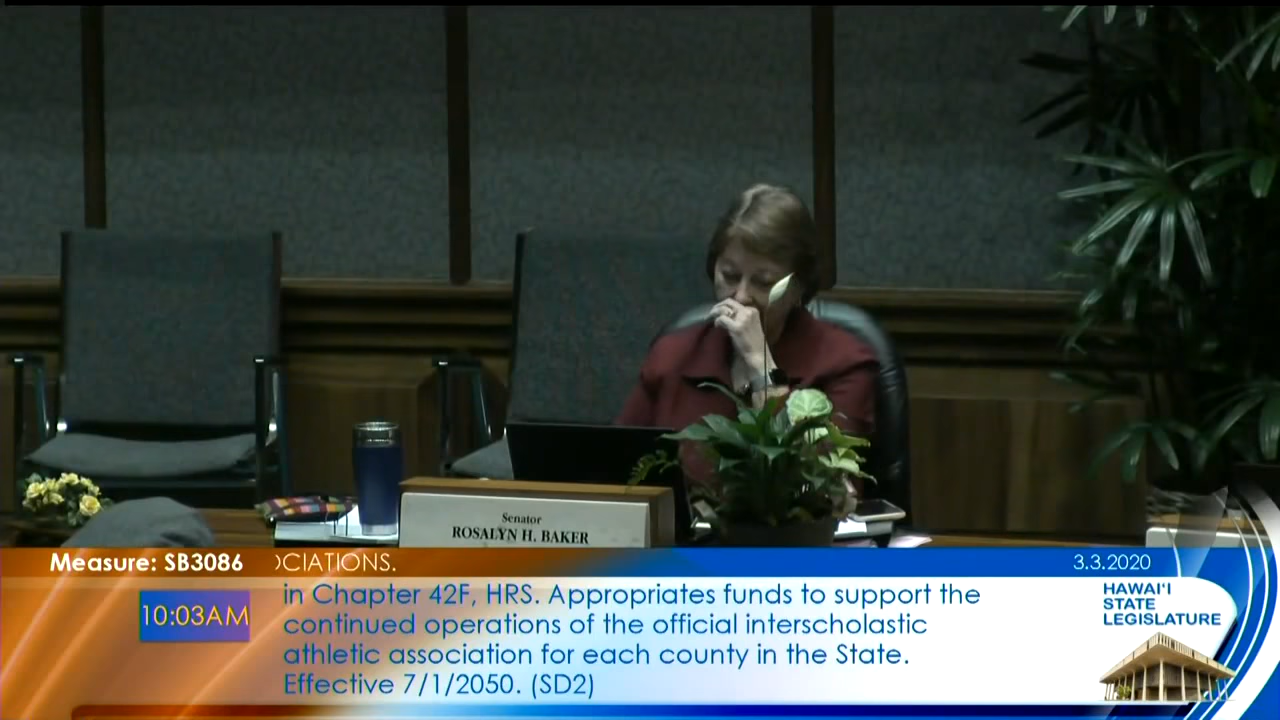 Senator
ROSALYN H. BAKER
Measure: SB3086
OCIATIONS.
3.3.2020
10:03AM
in Chapter 42F, HRS. Appropriates funds to support the
continued operations of the official interscholastic
athletic association for each county in the State.
Effective 7/1/2050. (SD2)
HAWAI‘I
STATE
LEGISLATURE